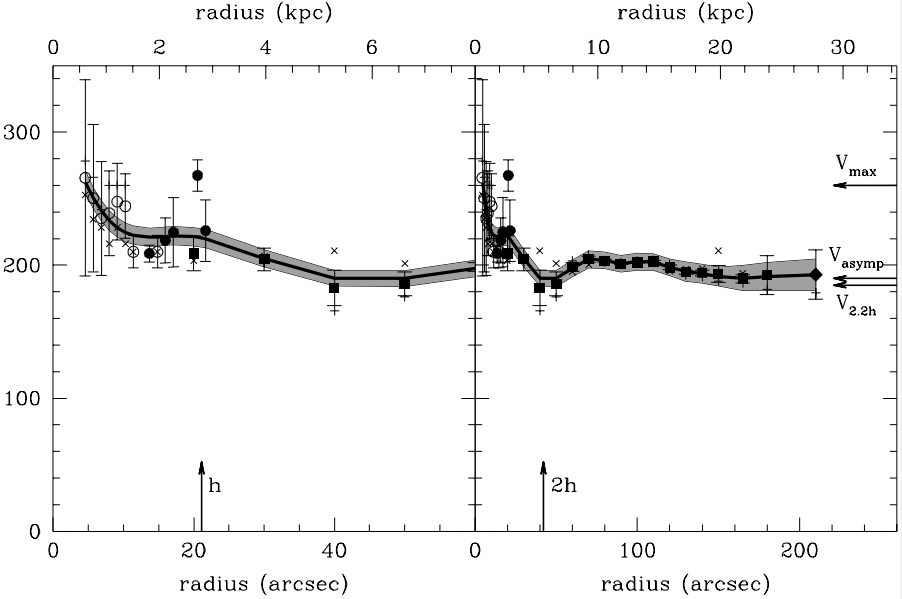 radius (kpc) radius (kpc)
0 2 4 6 0 10 20 30
300
V_max
200
V_asymp
V_2.2h
100
h 2h
0
0 20 40 0 100 200
radius (arcsec) radius (arcsec)